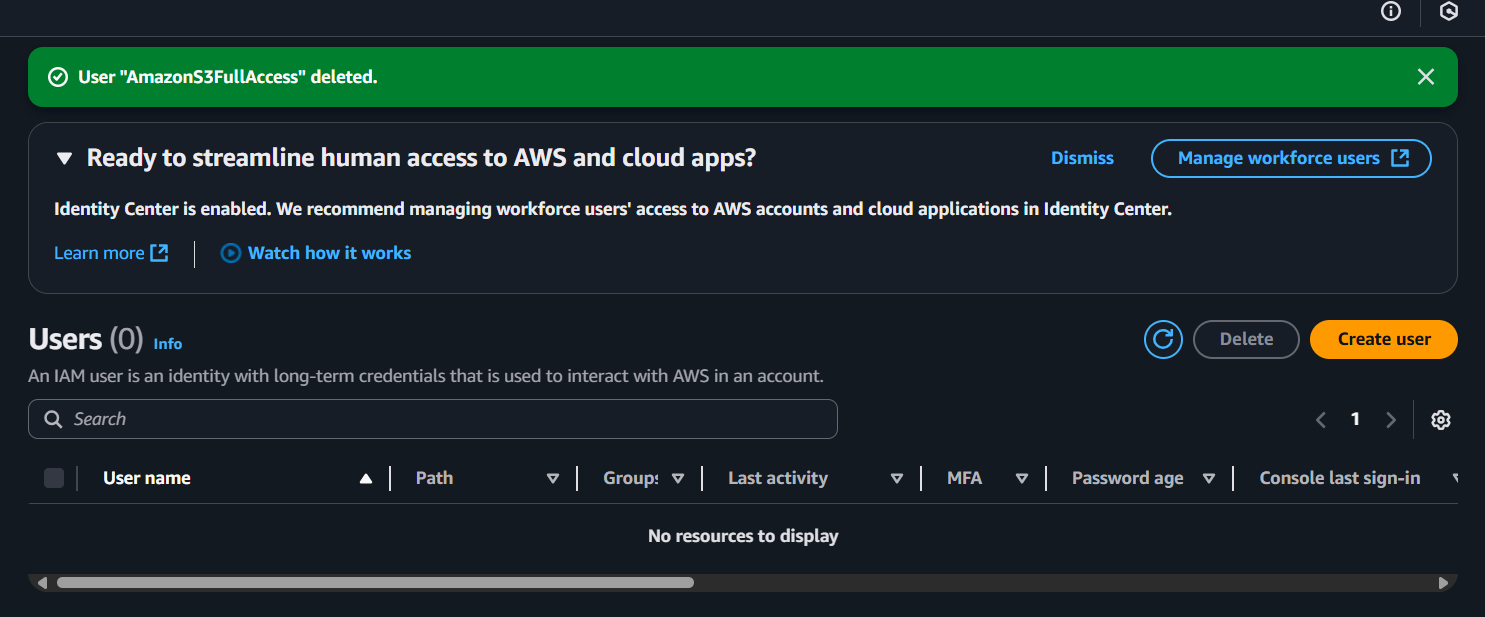 User "AmazonS3FullAccess" deleted.
Ready to streamline human access to AWS and cloud apps?
Dismiss
Manage workforce users
Identity Center is enabled. We recommend managing workforce users' access to AWS accounts and cloud applications in Identity Center.
Learn more
Watch how it works
Users (0) Info
Delete
Create user
An IAM user is an identity with long-term credentials that is used to interact with AWS in an account.
Search
1
User name
Path
Groups
Last activity
MFA
Password age
Console last sign-in
No resources to display